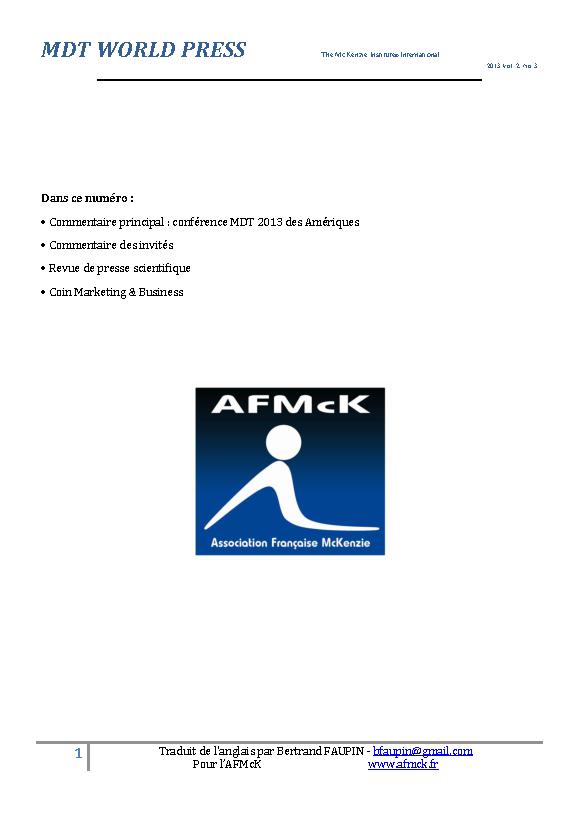 MDT WORLD PRESS
The McKenzie Institutes International
2013 Vol. 2, No. 3
Dans ce numéro :
• Commentaire principal : conférence MDT 2013 des Amériques
• Commentaire des invités
• Revue de presse scientifique
• Coin Marketing & Business
AFMcK
Association Française McKenzie
1
Traduit de l'anglais par Bertrand FAUPIN - bfaupin@gmail.com
Pour l'AFMcK www.afmck.fr